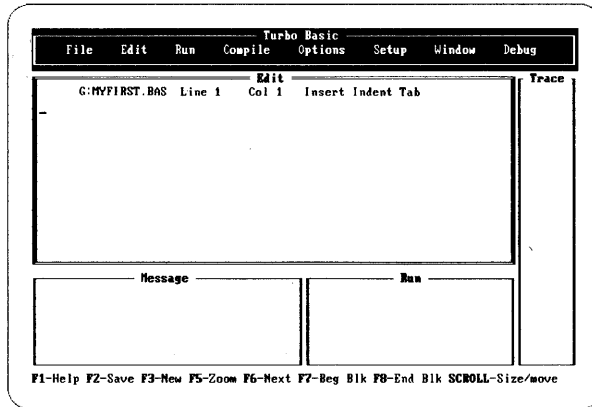 Turbo Basic
File Edit Run Compile Options Setup Window Debug
Edit
Trace
G:MYFIRST.BAS Line 1 Col 1 Insert Indent Tab
Message
Run
F1-Help F2-Save F3-New F5-Zoom F6-Next F7-Beg Blk F8-End Blk SCROLL-Size/move